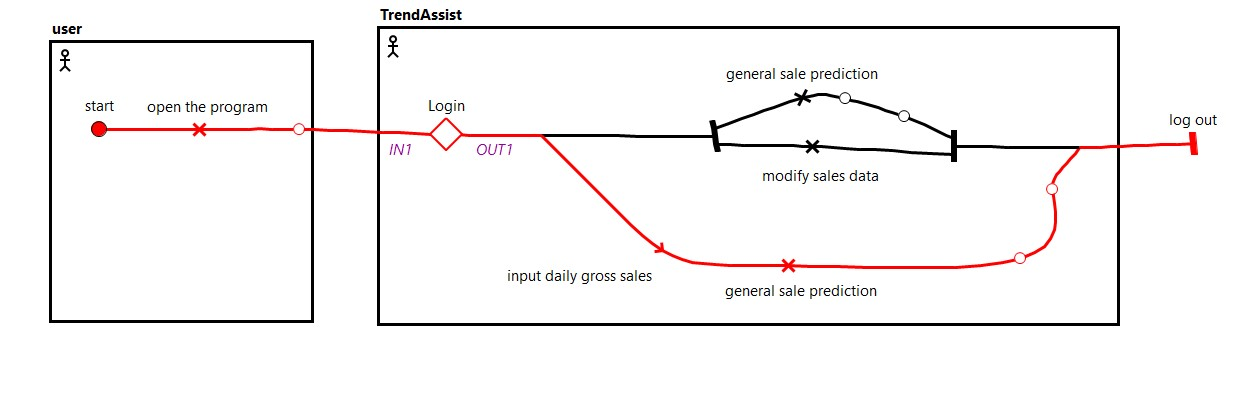 user
TrendAssist
start
open the program
Login
IN1
OUT1
general sale prediction
modify sales data
log out
input daily gross sales
general sale prediction